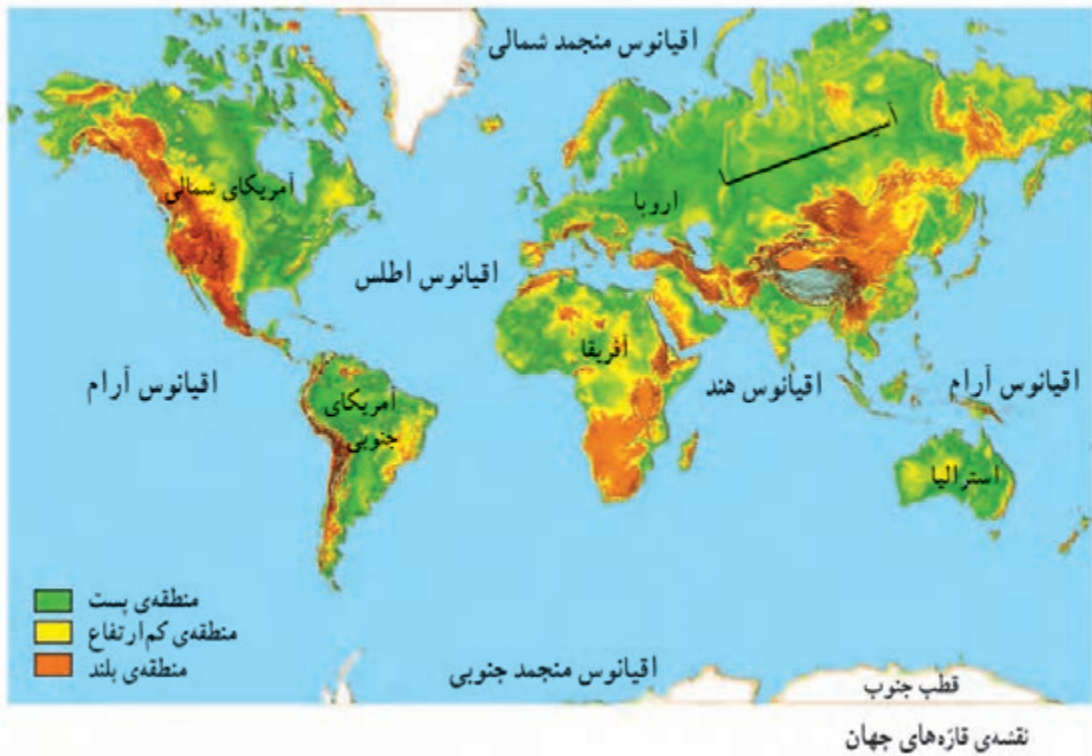 اقیانوس منجمد شمالی
آسیا
آمریکای شمالی
اروپا
اقیانوس اطلس
آفریقا
اقیانوس آرام
اقیانوس هند
اقیانوس آرام
آمریکای
جنوبی
استرالیا
منطقه‌ی پست
منطقه‌ی کم‌ارتفاع
منطقه‌ی بلند
اقیانوس منجمد جنوبی
قطب جنوب
نقشه‌ی قاره‌های جهان